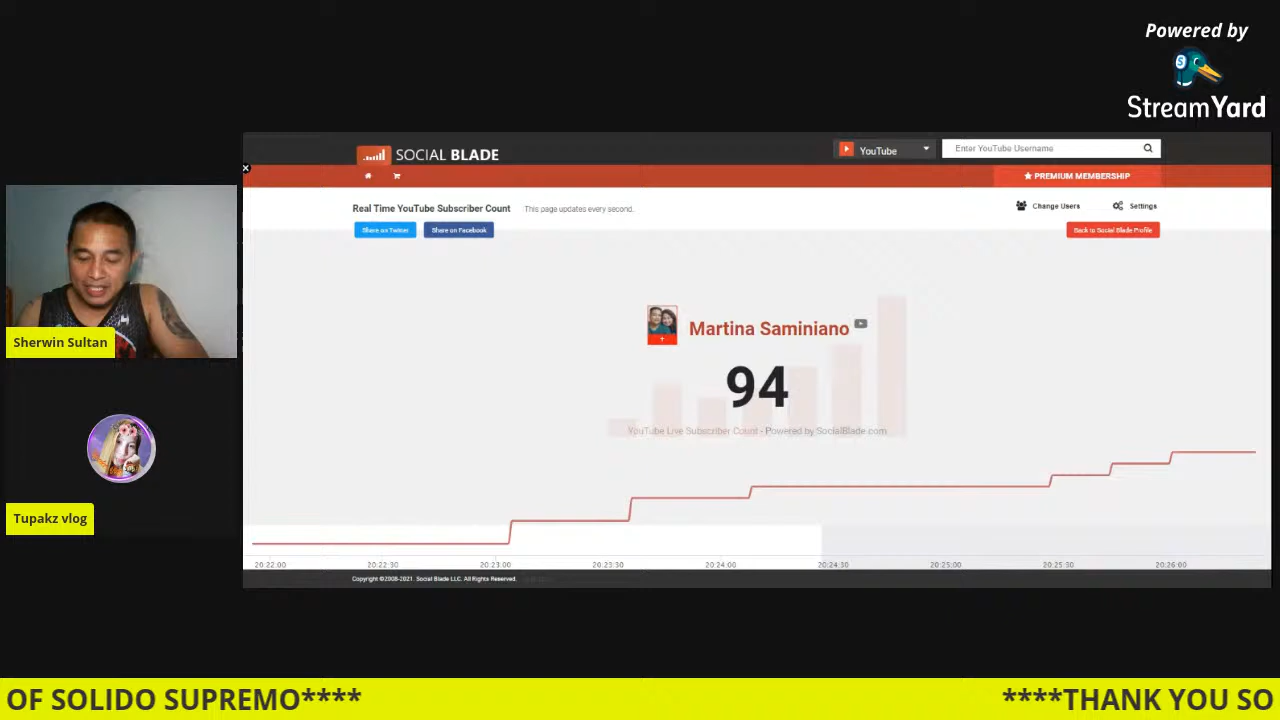 Powered by
StreamYard
SOCIAL BLADE
YouTube
Enter YouTube Username
PREMIUM MEMBERSHIP
Real Time YouTube Subscriber Count
This page updates every second.
Change Users
Settings
Share on Twitter
Share on Facebook
Back to Social Blade Profile
Martina Saminiano
94
YouTube Live Subscriber Count - Powered by SocialBlade.com
Sherwin Sultan
Tupakz vlog
20:22:00
20:22:30
20:23:00
20:23:30
20:24:00
20:24:30
20:25:00
20:25:30
20:26:00
Copyright ©2008-2021. Social Blade LLC. All Rights Reserved.
OF SOLIDO SUPREMO**** ****THANK YOU SO